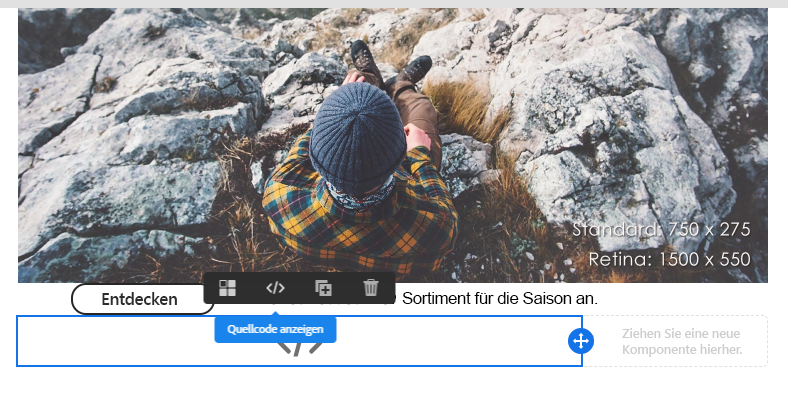 Standard: 750 x 275
Retina: 1500 x 550
Entdecken
Sortiment für die Saison an.
Quellcode anzeigen
Ziehen Sie eine neue
Komponente hierher.